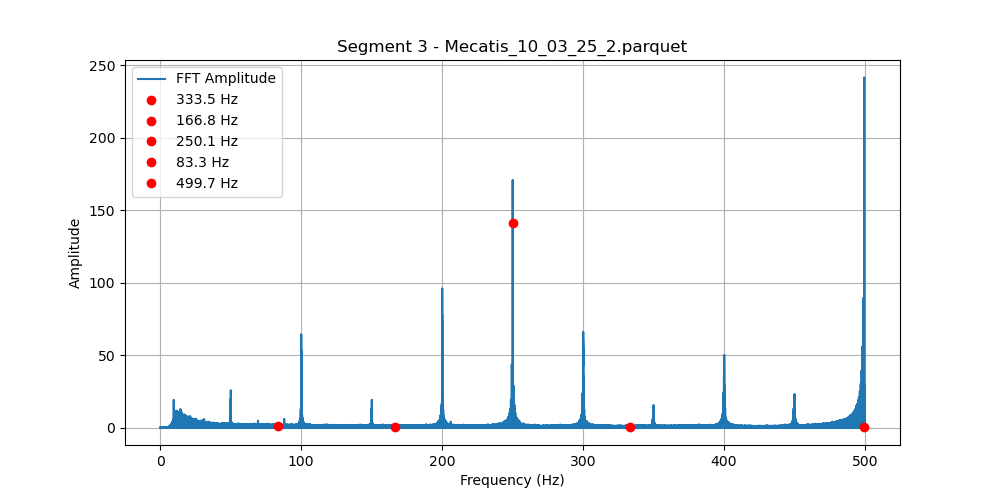 Segment 3 - Mecatis_10_03_25_2.parquet
FFT Amplitude
333.5 Hz
166.8 Hz
250.1 Hz
83.3 Hz
499.7 Hz
250
200
150
100
50
0
Amplitude
0 100 200 300 400 500
Frequency (Hz)